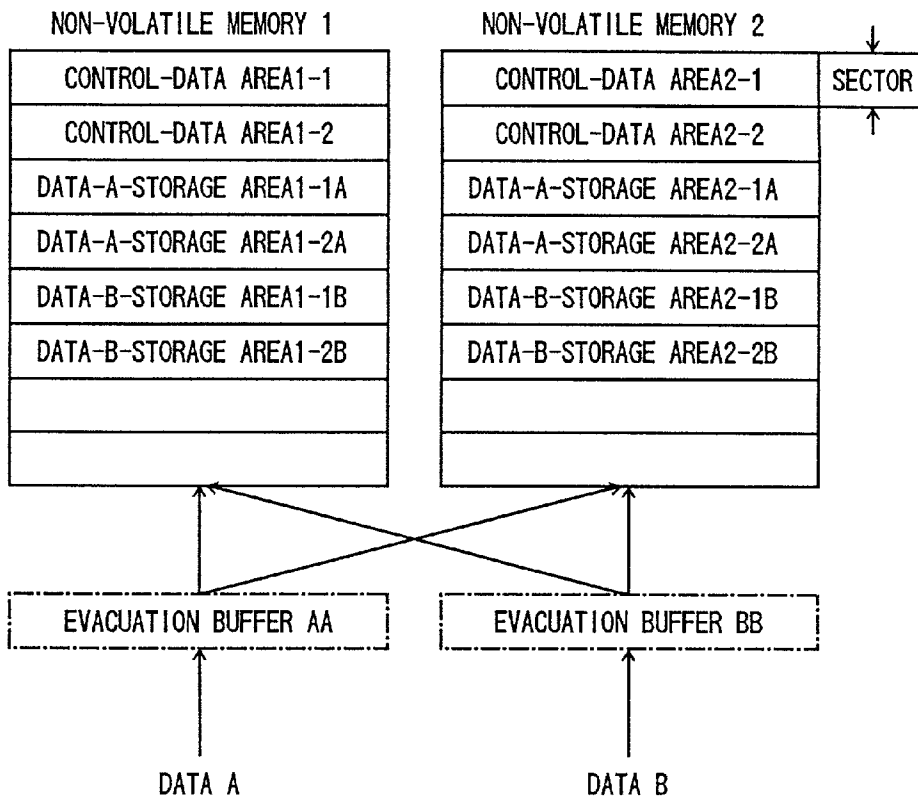 NON-VOLATILE MEMORY 1
CONTROL-DATA AREA1-1
CONTROL-DATA AREA1-2
DATA-A-STORAGE AREA1-1A
DATA-A-STORAGE AREA1-2A
DATA-B-STORAGE AREA1-1B
DATA-B-STORAGE AREA1-2B
NON-VOLATILE MEMORY 2
CONTROL-DATA AREA2-1
SECTOR
CONTROL-DATA AREA2-2
DATA-A-STORAGE AREA2-1A
DATA-A-STORAGE AREA2-2A
DATA-B-STORAGE AREA2-1B
DATA-B-STORAGE AREA2-2B
EVACUATION BUFFER AA
EVACUATION BUFFER BB
DATA A
DATA B